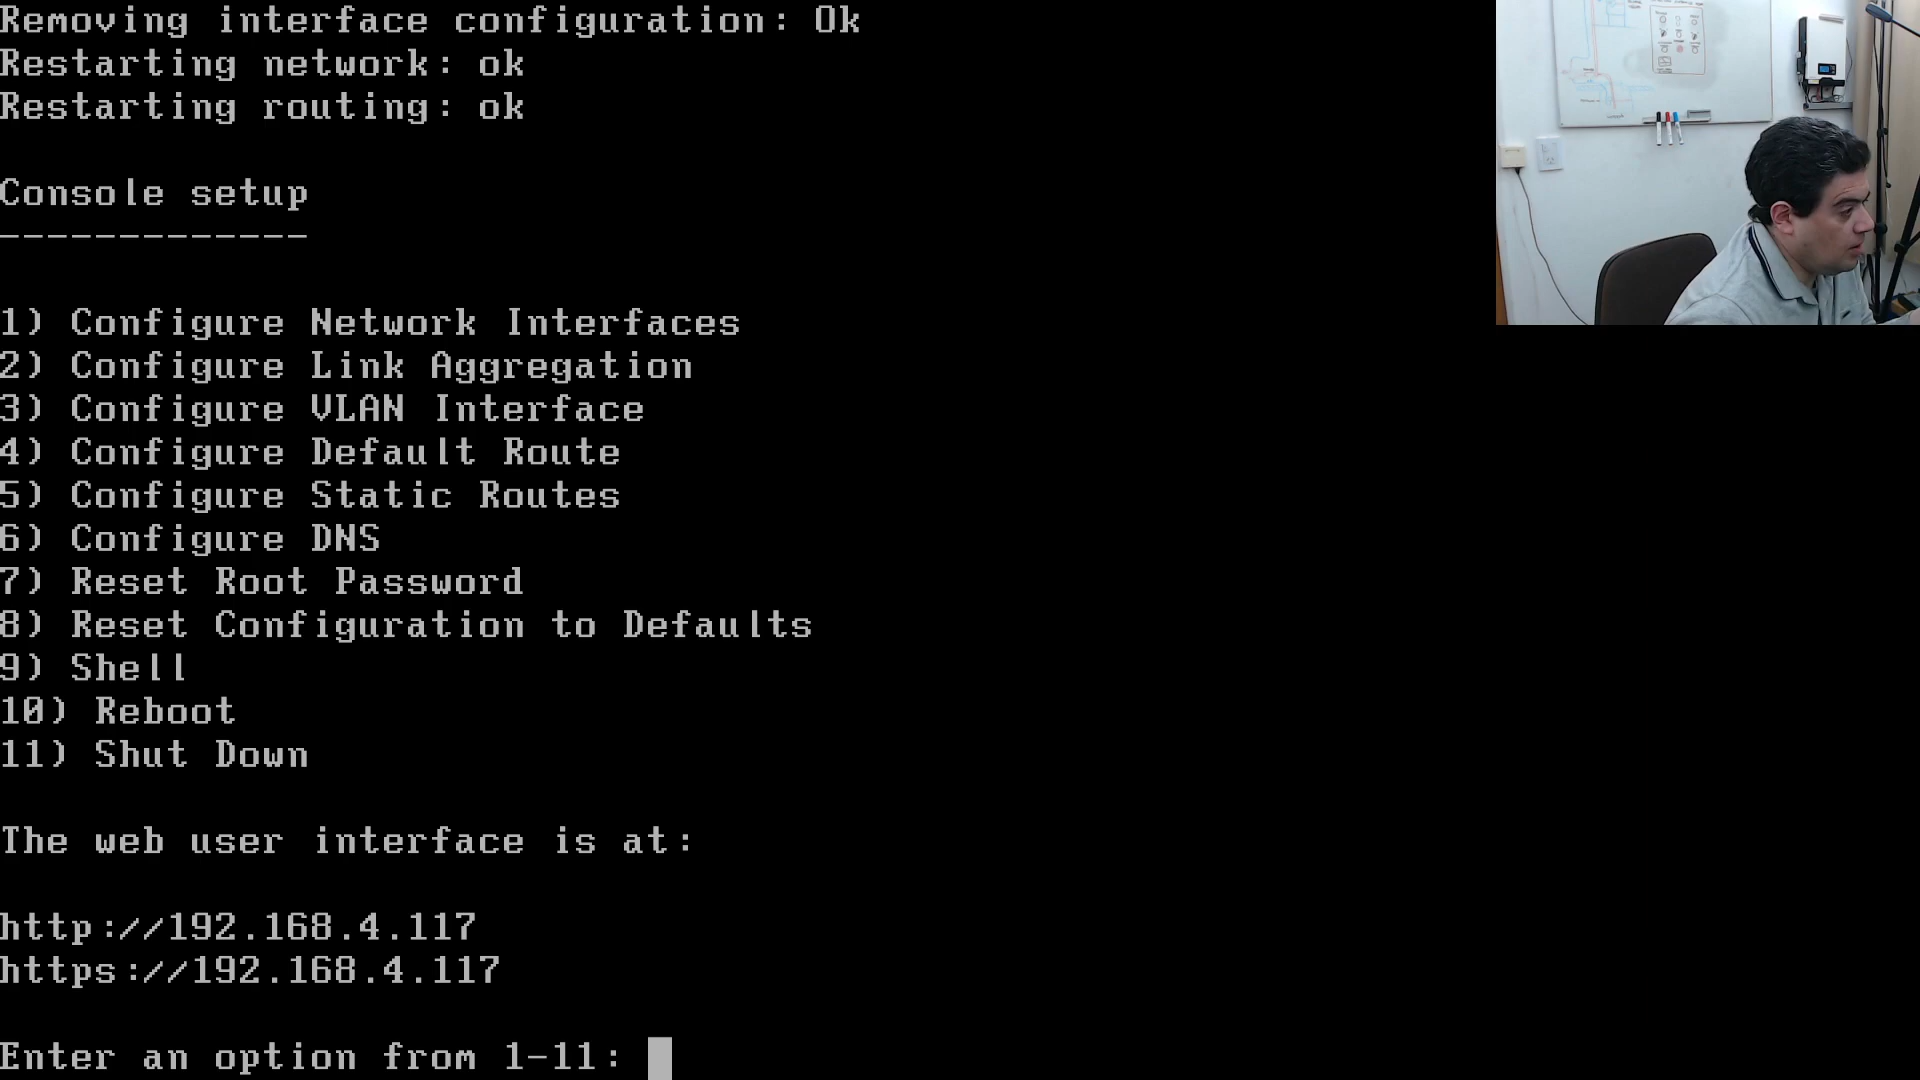 Removing interface configuration: Ok
Restarting network: ok
Restarting routing: ok
Console setup
-------------
1) Configure Network Interfaces
2) Configure Link Aggregation
3) Configure VLAN Interface
4) Configure Default Route
5) Configure Static Routes
6) Configure DNS
7) Reset Root Password
8) Reset Configuration to Defaults
9) Shell
10) Reboot
11) Shut Down
The web user interface is at:
http://192.168.4.117
https://192.168.4.117
Enter an option from 1-11: